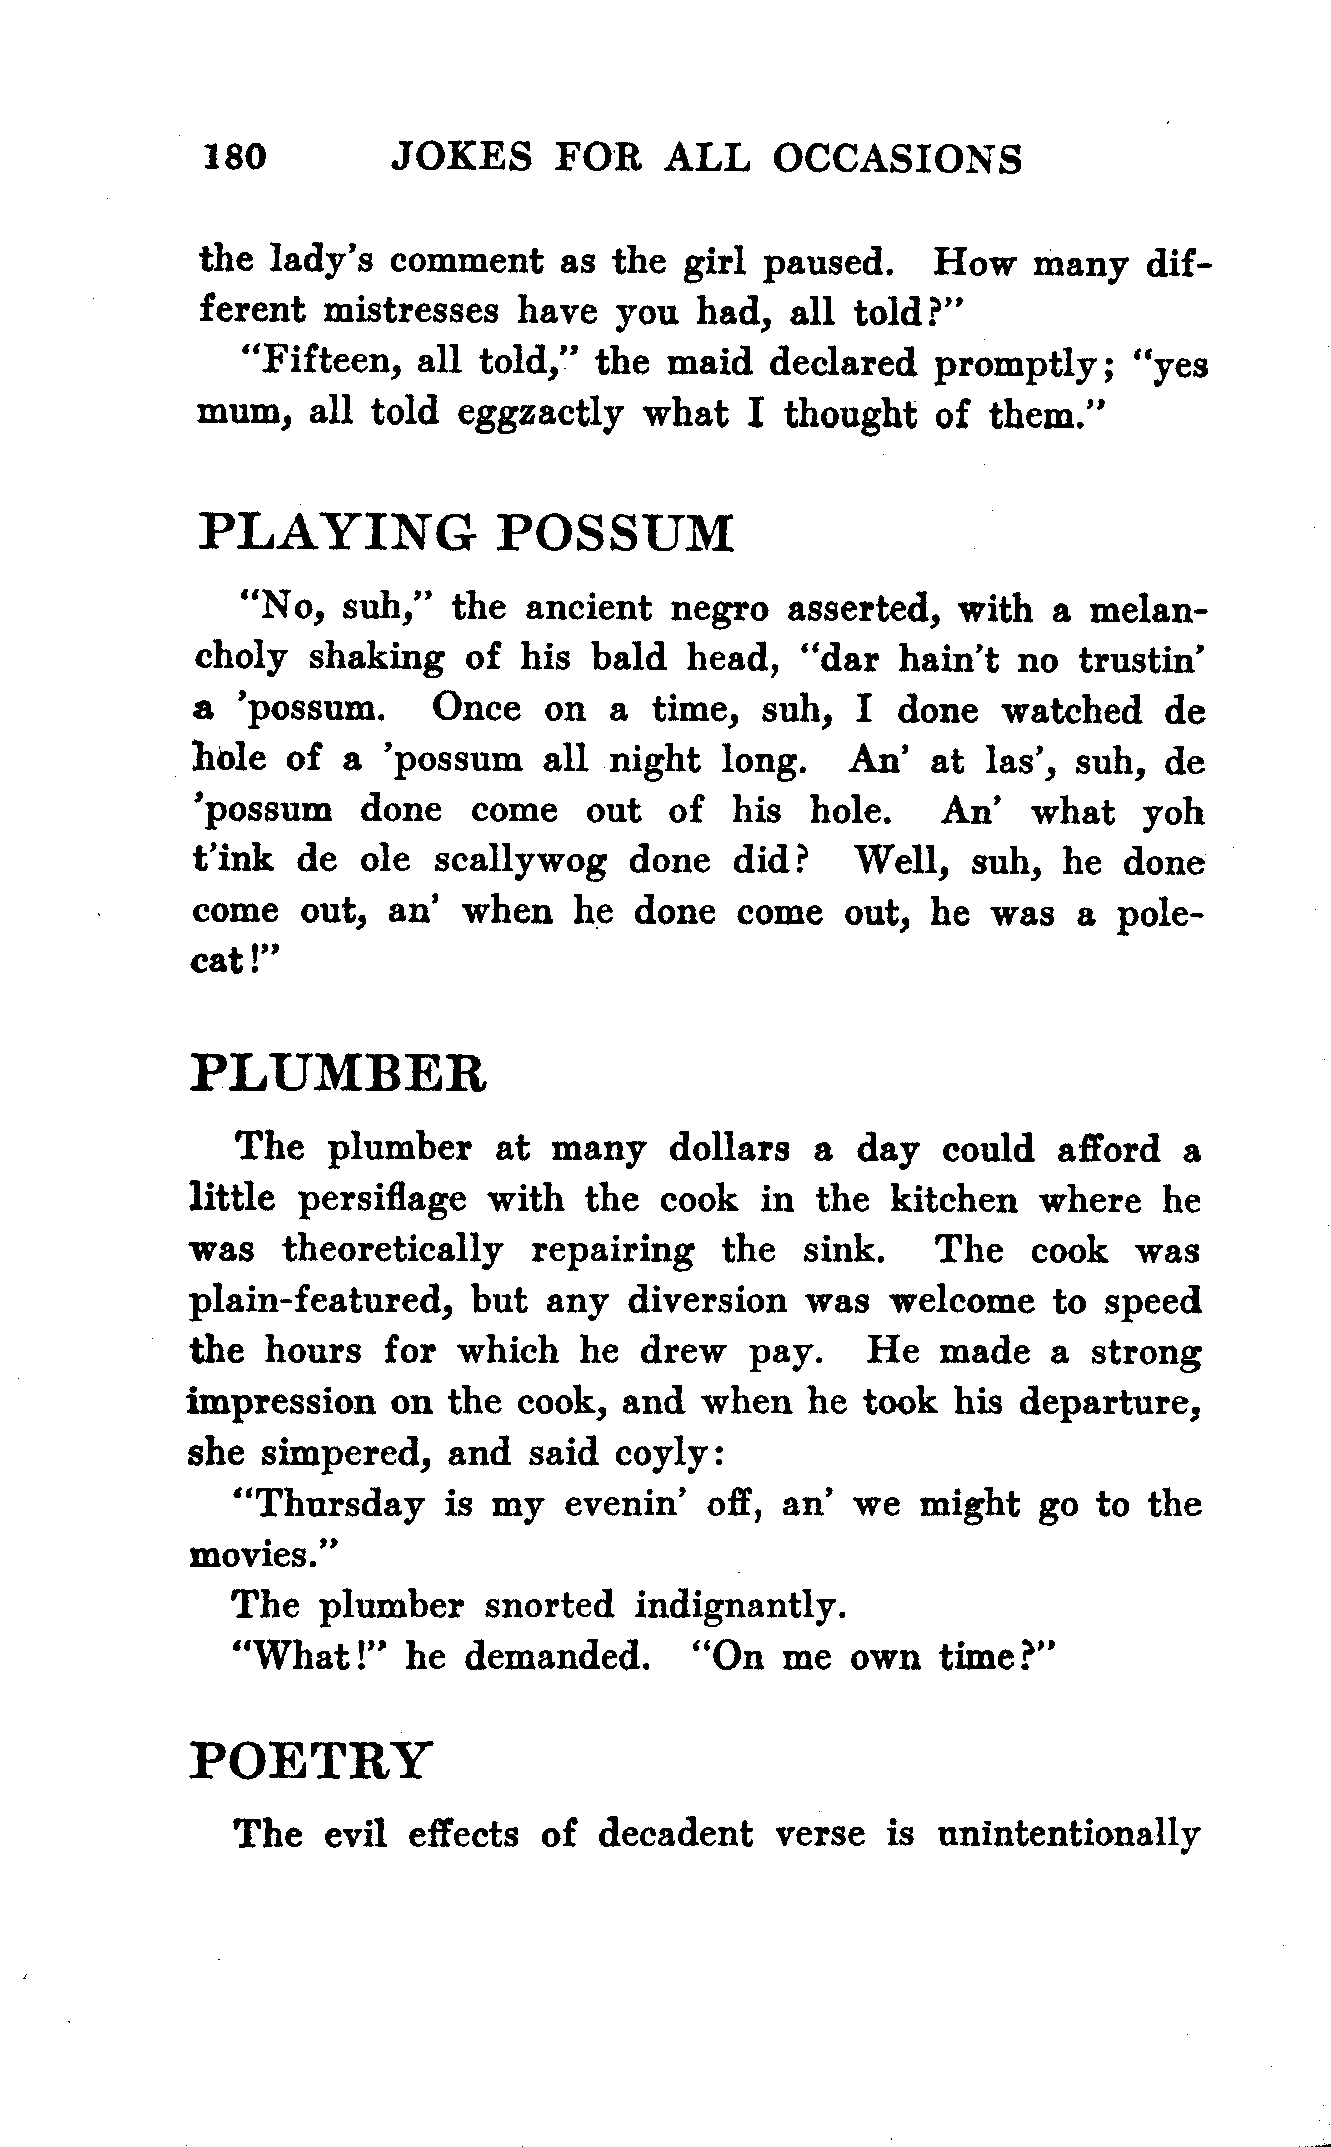 180 JOKES FOR ALL OCCASIONS
the lady's comment as the girl paused. How many dif-
ferent mistresses have you had, all told?"
"Fifteen, all told," the maid declared promptly; "yes
mum, all told eggzactly what I thought of them."
PLAYING POSSUM
"No, suh," the ancient negro asserted, with a melan-
choly shaking of his bald head, "dar hain't no trustin'
a 'possum. Once on a time, suh, I done watched de
hole of a 'possum all night long. An' at las', suh, de
'possum done come out of his hole. An' what yoh
t'ink de ole scallywog done did? Well, suh, he done
come out, an' when he done come out, he was a pole-
cat!"
PLUMBER
The plumber at many dollars a day could afford a
little persiflage with the cook in the kitchen where he
was theoretically repairing the sink. The cook was
plain-featured, but any diversion was welcome to speed
the hours for which he drew pay. He made a strong
impression on the cook, and when he took his departure,
she simpered, and said coyly:
"Thursday is my evenin' off, an' we might go to the
movies."
The plumber snorted indignantly.
"What!" he demanded. "On me own time?"
POETRY
The evil effects of decadent verse is unintentionally